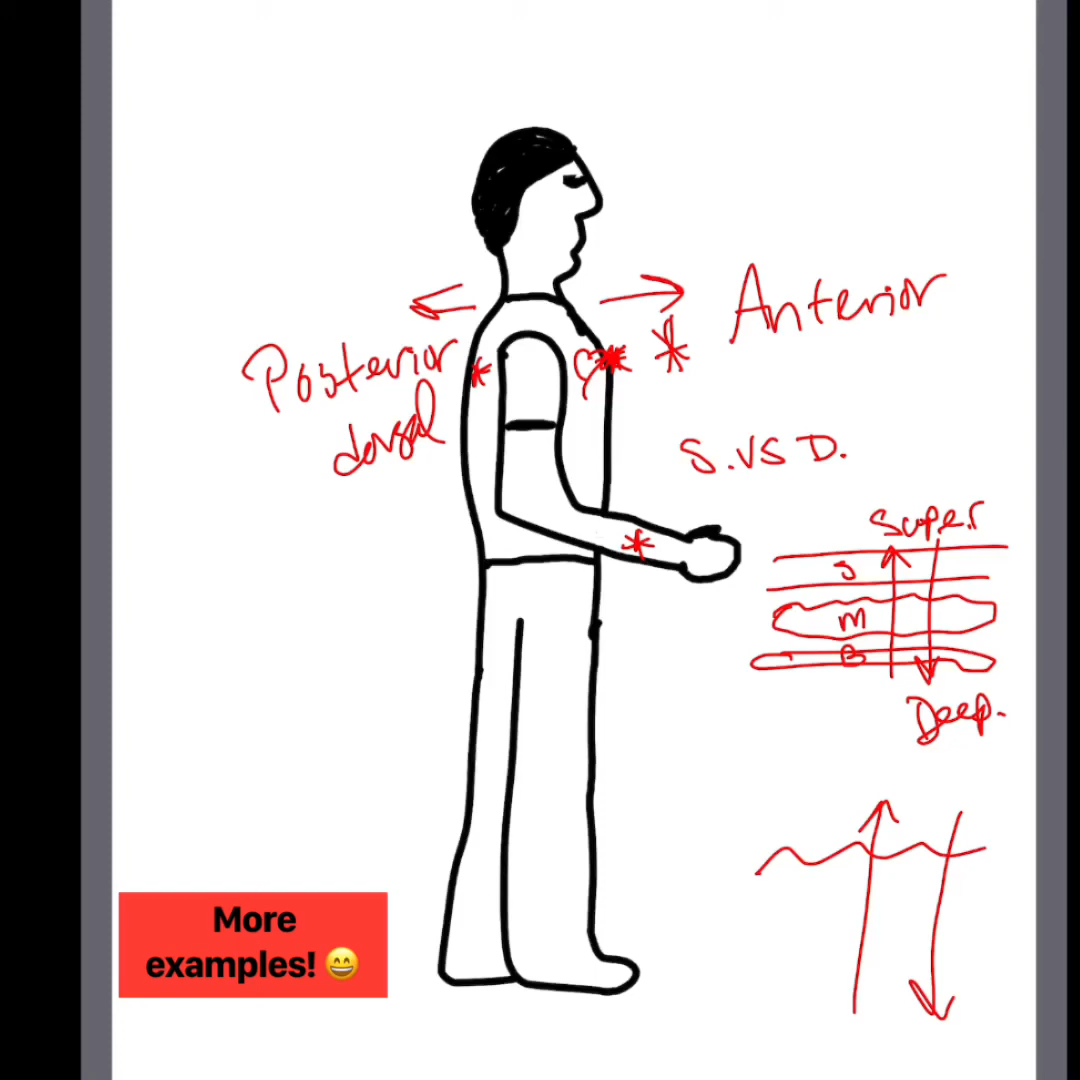 Anterior
Posterior
dorsal
S. VS D.
Super
S
M
B
Deep.
More
examples! 😄